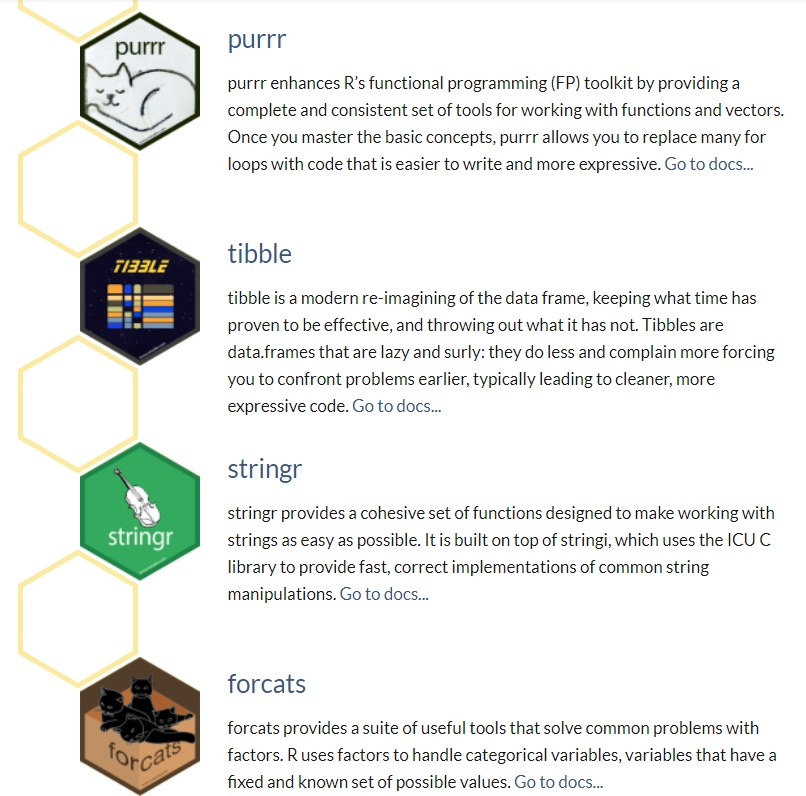 purrr
purrr
purrr enhances R's functional programming (FP) toolkit by providing a
complete and consistent set of tools for working with functions and vectors.
Once you master the basic concepts, purrr allows you to replace many for
loops with code that is easier to write and more expressive. Go to docs...
TIBBLE
tibble
tibble is a modern re-imagining of the data frame, keeping what time has
proven to be effective, and throwing out what it has not. Tibbles are
data.frames that are lazy and surly: they do less and complain more forcing
you to confront problems earlier, typically leading to cleaner, more
expressive code. Go to docs...
stringr
stringr
stringr provides a cohesive set of functions designed to make working with
strings as easy as possible. It is built on top of stringi, which uses the ICU C
library to provide fast, correct implementations of common string
manipulations. Go to docs...
forcats
forcats
forcats provides a suite of useful tools that solve common problems with
factors. R uses factors to handle categorical variables, variables that have a
fixed and known set of possible values. Go to docs...